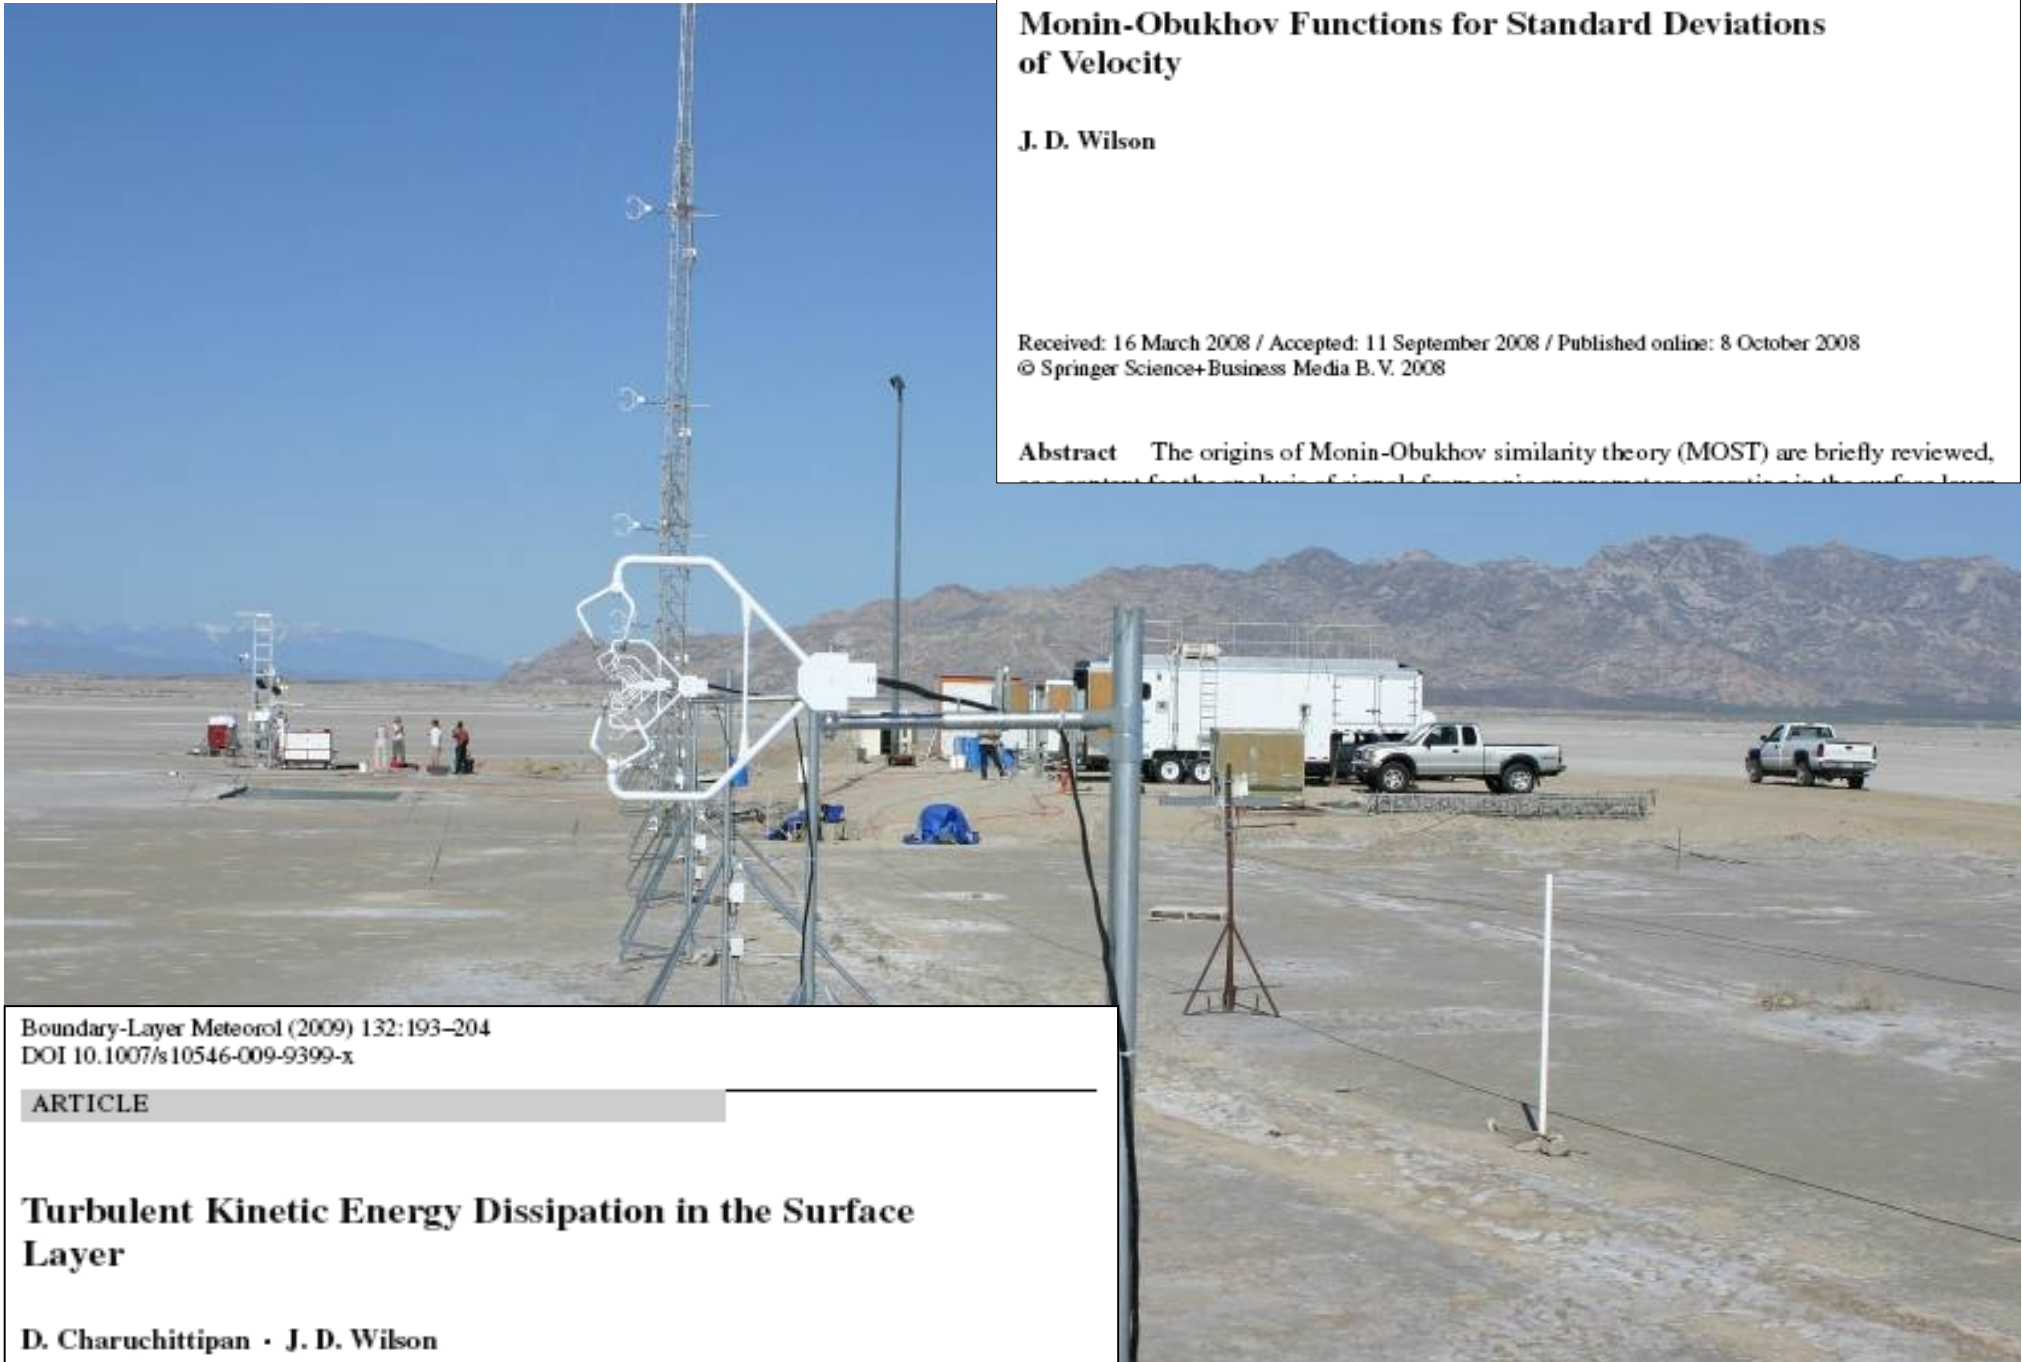 Monin-Obukhov Functions for Standard Deviations
of Velocity
J. D. Wilson
Received: 16 March 2008 / Accepted: 11 September 2008 / Published online: 8 October 2008
© Springer Science+Business Media B.V. 2008
Abstract The origins of Monin-Obukhov similarity theory (MOST) are briefly reviewed,
Boundary-Layer Meteorol (2009) 132:193–204
DOI 10.1007/s10546-009-9399-x
ARTICLE
Turbulent Kinetic Energy Dissipation in the Surface
Layer
D. Charuchittipan · J. D. Wilson